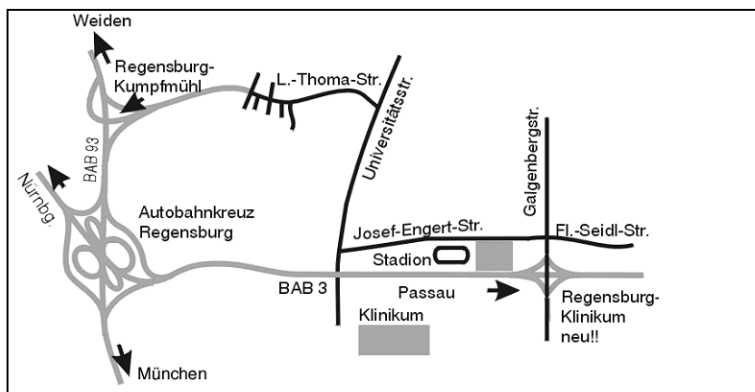 Weiden
Regensburg-
Kumpfmühl
L.-Thoma-Str.
Universitätsstr.
Galgenbergstr.
BAB 93
Nürnbg.
Autobahnkreuz
Regensburg
Josef-Engert-Str.
Fl.-Seidl-Str.
Stadion
BAB 3
Passau
Regensburg-
Klinikum
neu!!
Klinikum
München